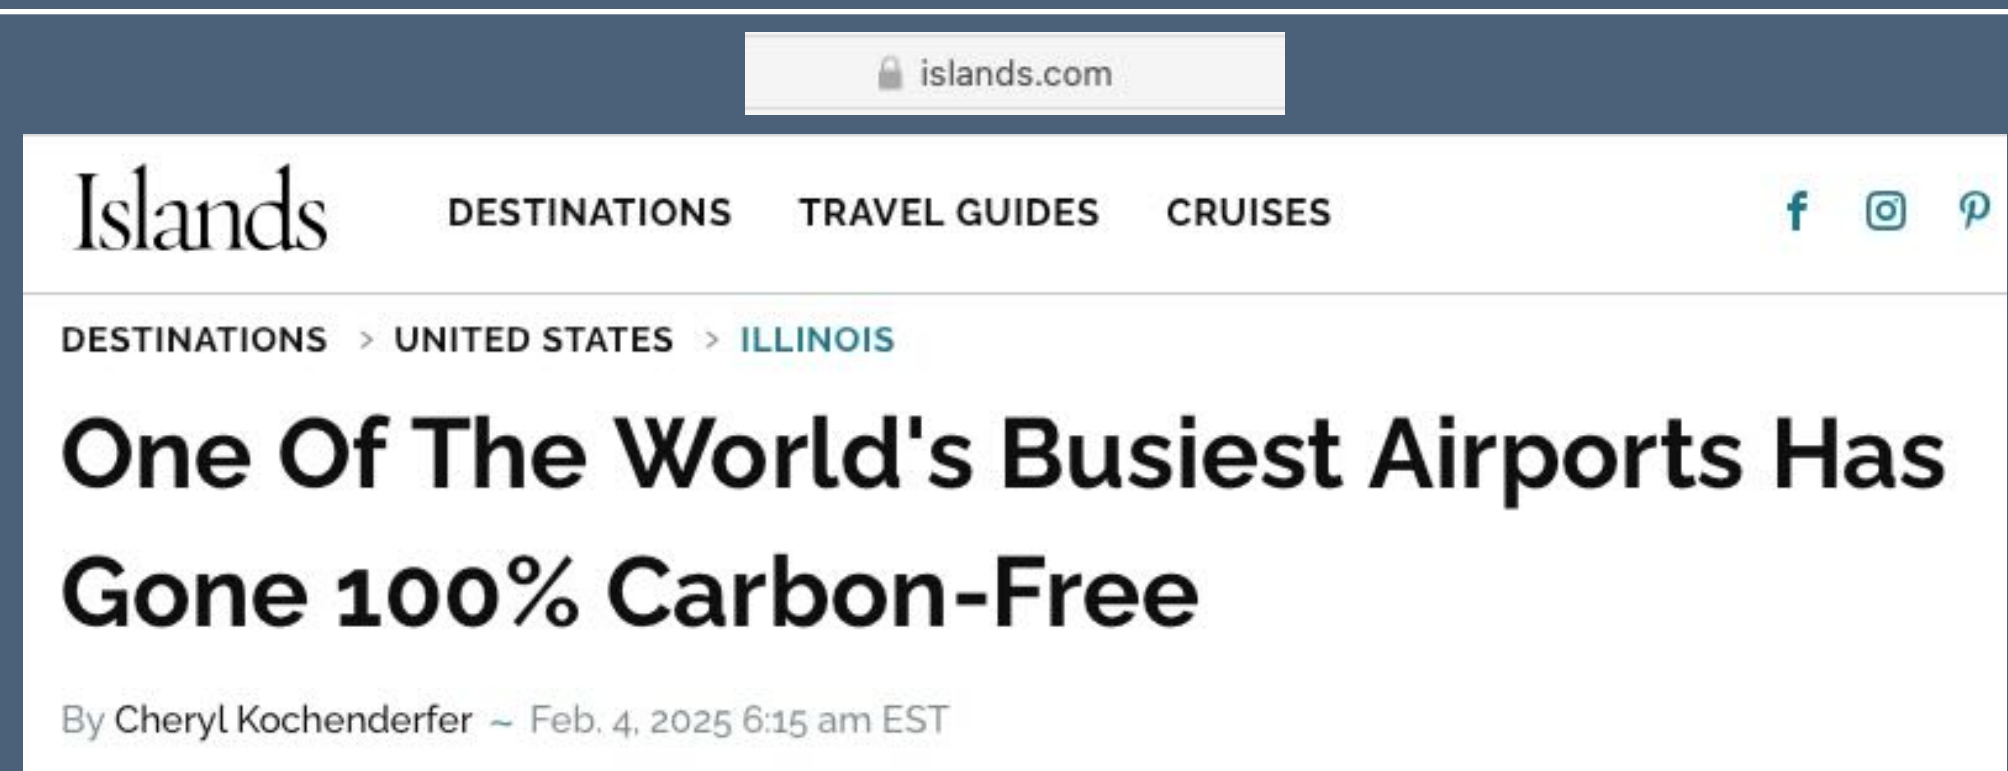 islands.com
Islands DESTINATIONS TRAVEL GUIDES CRUISES
DESTINATIONS > UNITED STATES > ILLINOIS
One Of The World's Busiest Airports Has
Gone 100% Carbon-Free
By Cheryl Kochenderfer ~ Feb. 4, 2025 6:15 am EST